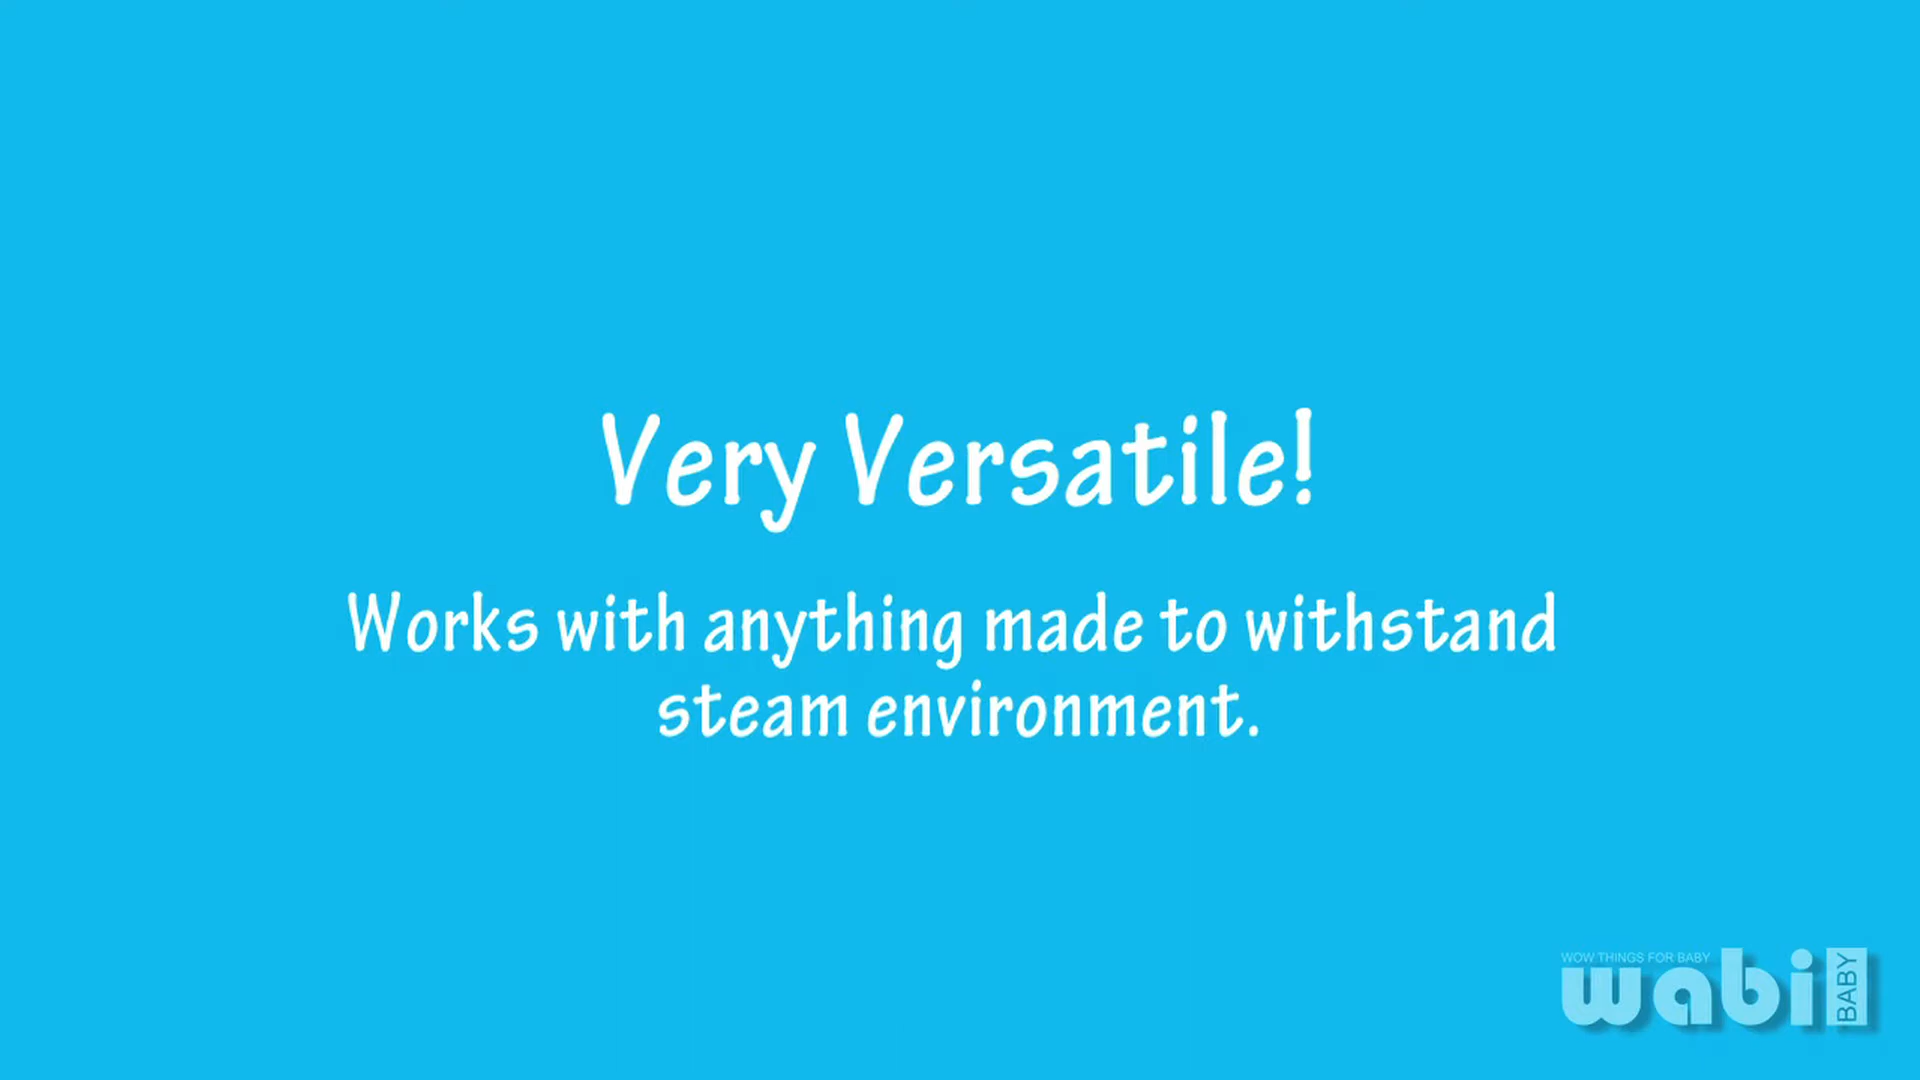 Very Versatile!
Works with anything made to withstand
steam environment.
WOW THINGS FOR BABY
wabi BABY